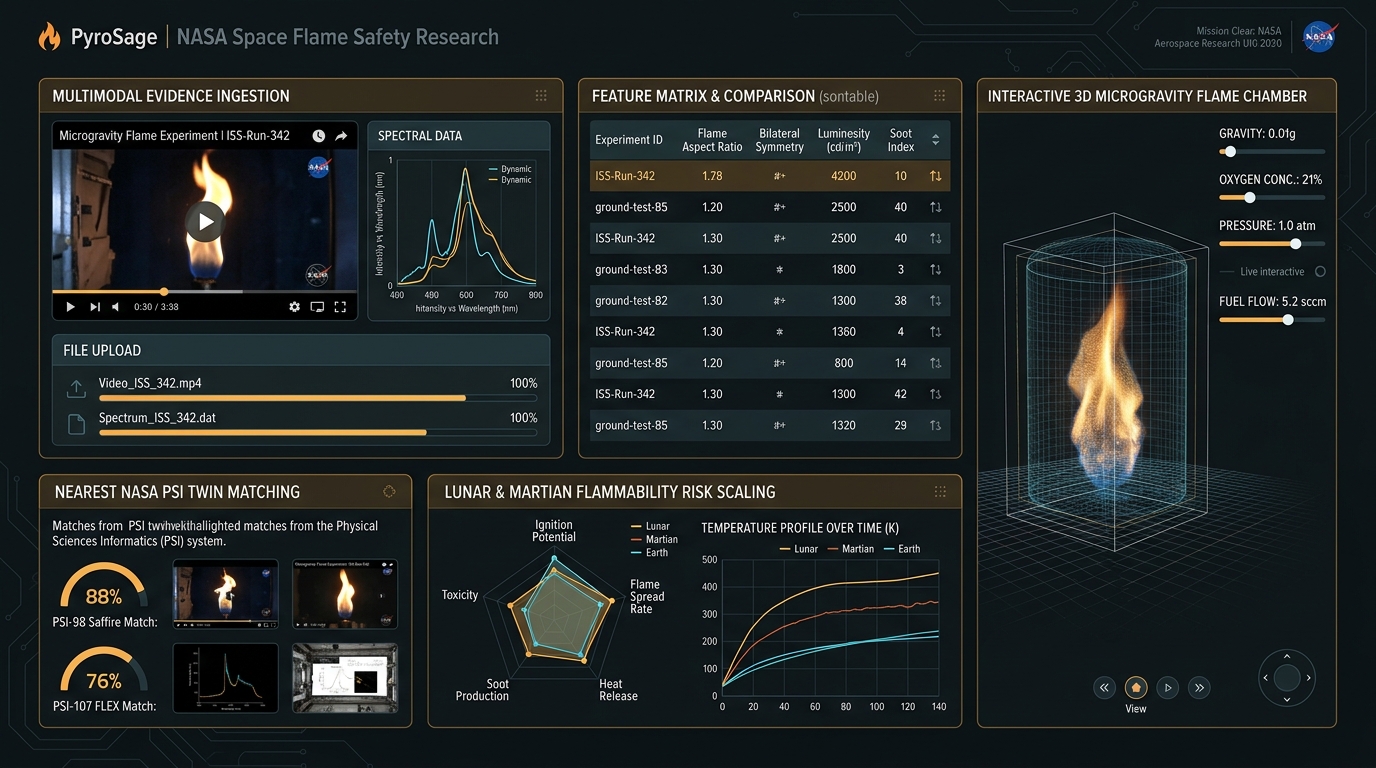 PyroSage | NASA Space Flame Safety Research
Mission Clear: NASA
Aerospace Research UIG 2030
NASA
MULTIMODAL EVIDENCE INGESTION
Microgravity Flame Experiment | ISS-Run-342
0:30 / 3:38
SPECTRAL DATA
1
0
Dynamic
Dynamic
400 480 600 760 800
hitansity vs Wavelength (nm)
FILE UPLOAD
Video_ISS_342.mp4 100%
Spectrum_ISS_342.dat 100%
FEATURE MATRIX & COMPARISON (sontable)
Experiment ID Flame Aspect Ratio Bilateral Symmetry Luminosity Soot Index
ISS-Run-342 1.78 #+ 4200 10
ground-test-85 1.20 #+ 2500 40
ISS-Run-342 1.30 #+ 2500 40
ground-test-83 1.30 * 1800 3
ground-test-82 1.30 #+ 1300 38
ISS-Run-342 1.30 * 1360 4
ground-test-85 1.20 #+ 800 14
ISS-Run-342 1.30 # 1300 42
ground-test-85 1.30 #+ 1320 29
INTERACTIVE 3D MICROGRAVITY FLAME CHAMBER
GRAVITY: 0.01g
OXYGEN CONC.: 21%
PRESSURE: 1.0 atm
Live interactive
FUEL FLOW: 5.2 sccm
View
NEAREST NASA PSI TWIN MATCHING
Matches from PSI matches from the Physical
Sciences Informatics (PSI) system.
88%
PSI-98 Saffire Match:
76%
PSI-107 FLEX Match:
LUNAR & MARTIAN FLAMMABILITY RISK SCALING
Ignition
Potential
Lunar
Martian
Earth
Toxicity
Flame
Spread
Rate
Soot
Production
Heat
Release
TEMPERATURE PROFILE OVER TIME (K)
Lunar Martian Earth
500
400
300
200
100
0
0 20 40 60 80 100 120 140